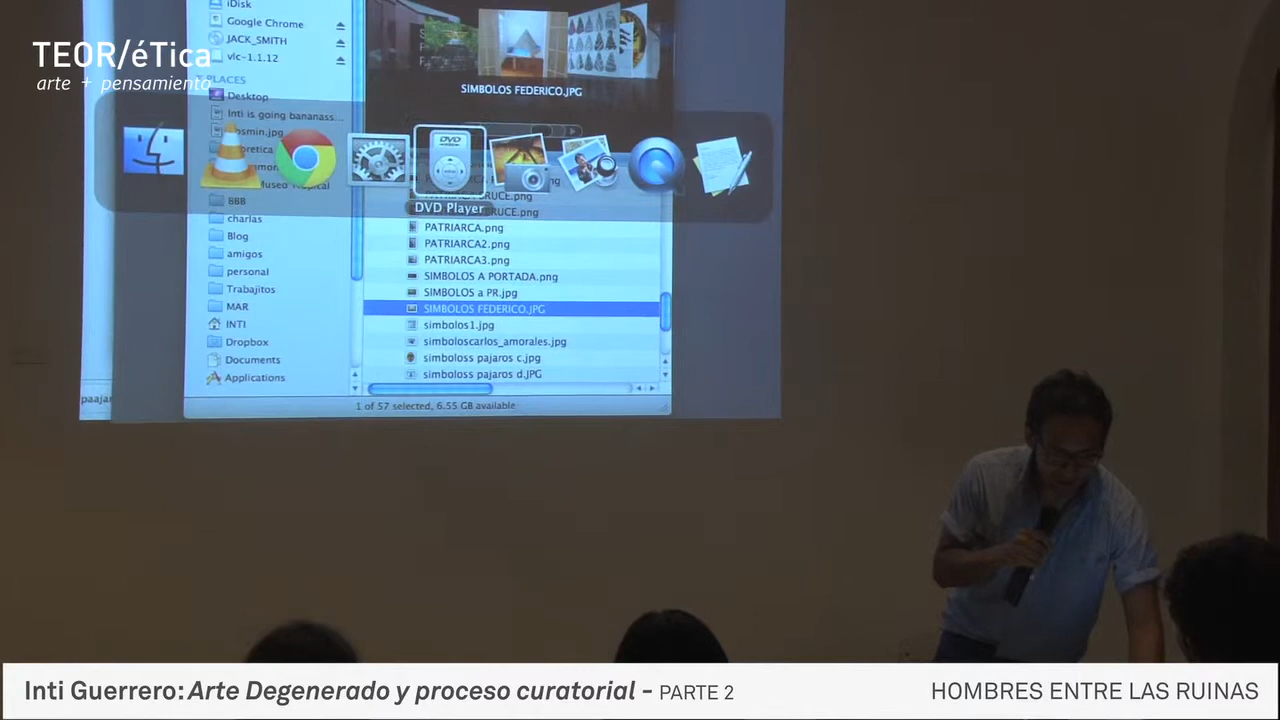 TEOR/éTica
arte + pensamiento
iDisk
Google Chrome
JACK_SMITH
vlc-1.1.12
PLACES
Desktop
Inti is going bananass...
Museo Tropical
BBB
charlas
Blog
amigos
personal
Trabajitos
MAR
INTI
Dropbox
Documents
Applications
SIMBOLOS FEDERICO.JPG
DVD
DVD Player
PATRIARCA.png
PATRIARCA2.png
PATRIARCA3.png
SIMBOLOS A PORTADA.png
SIMBOLOS a PR.jpg
SIMBOLOS FEDERICO.JPG
simbolos1.jpg
simboloscarlos_amorales.jpg
simboloss pajaros c.jpg
simboloss pajaros d.JPG
1 of 57 selected, 6.55 GB available
Inti Guerrero: Arte Degenerado y proceso curatorial - PARTE 2
HOMBRES ENTRE LAS RUINAS